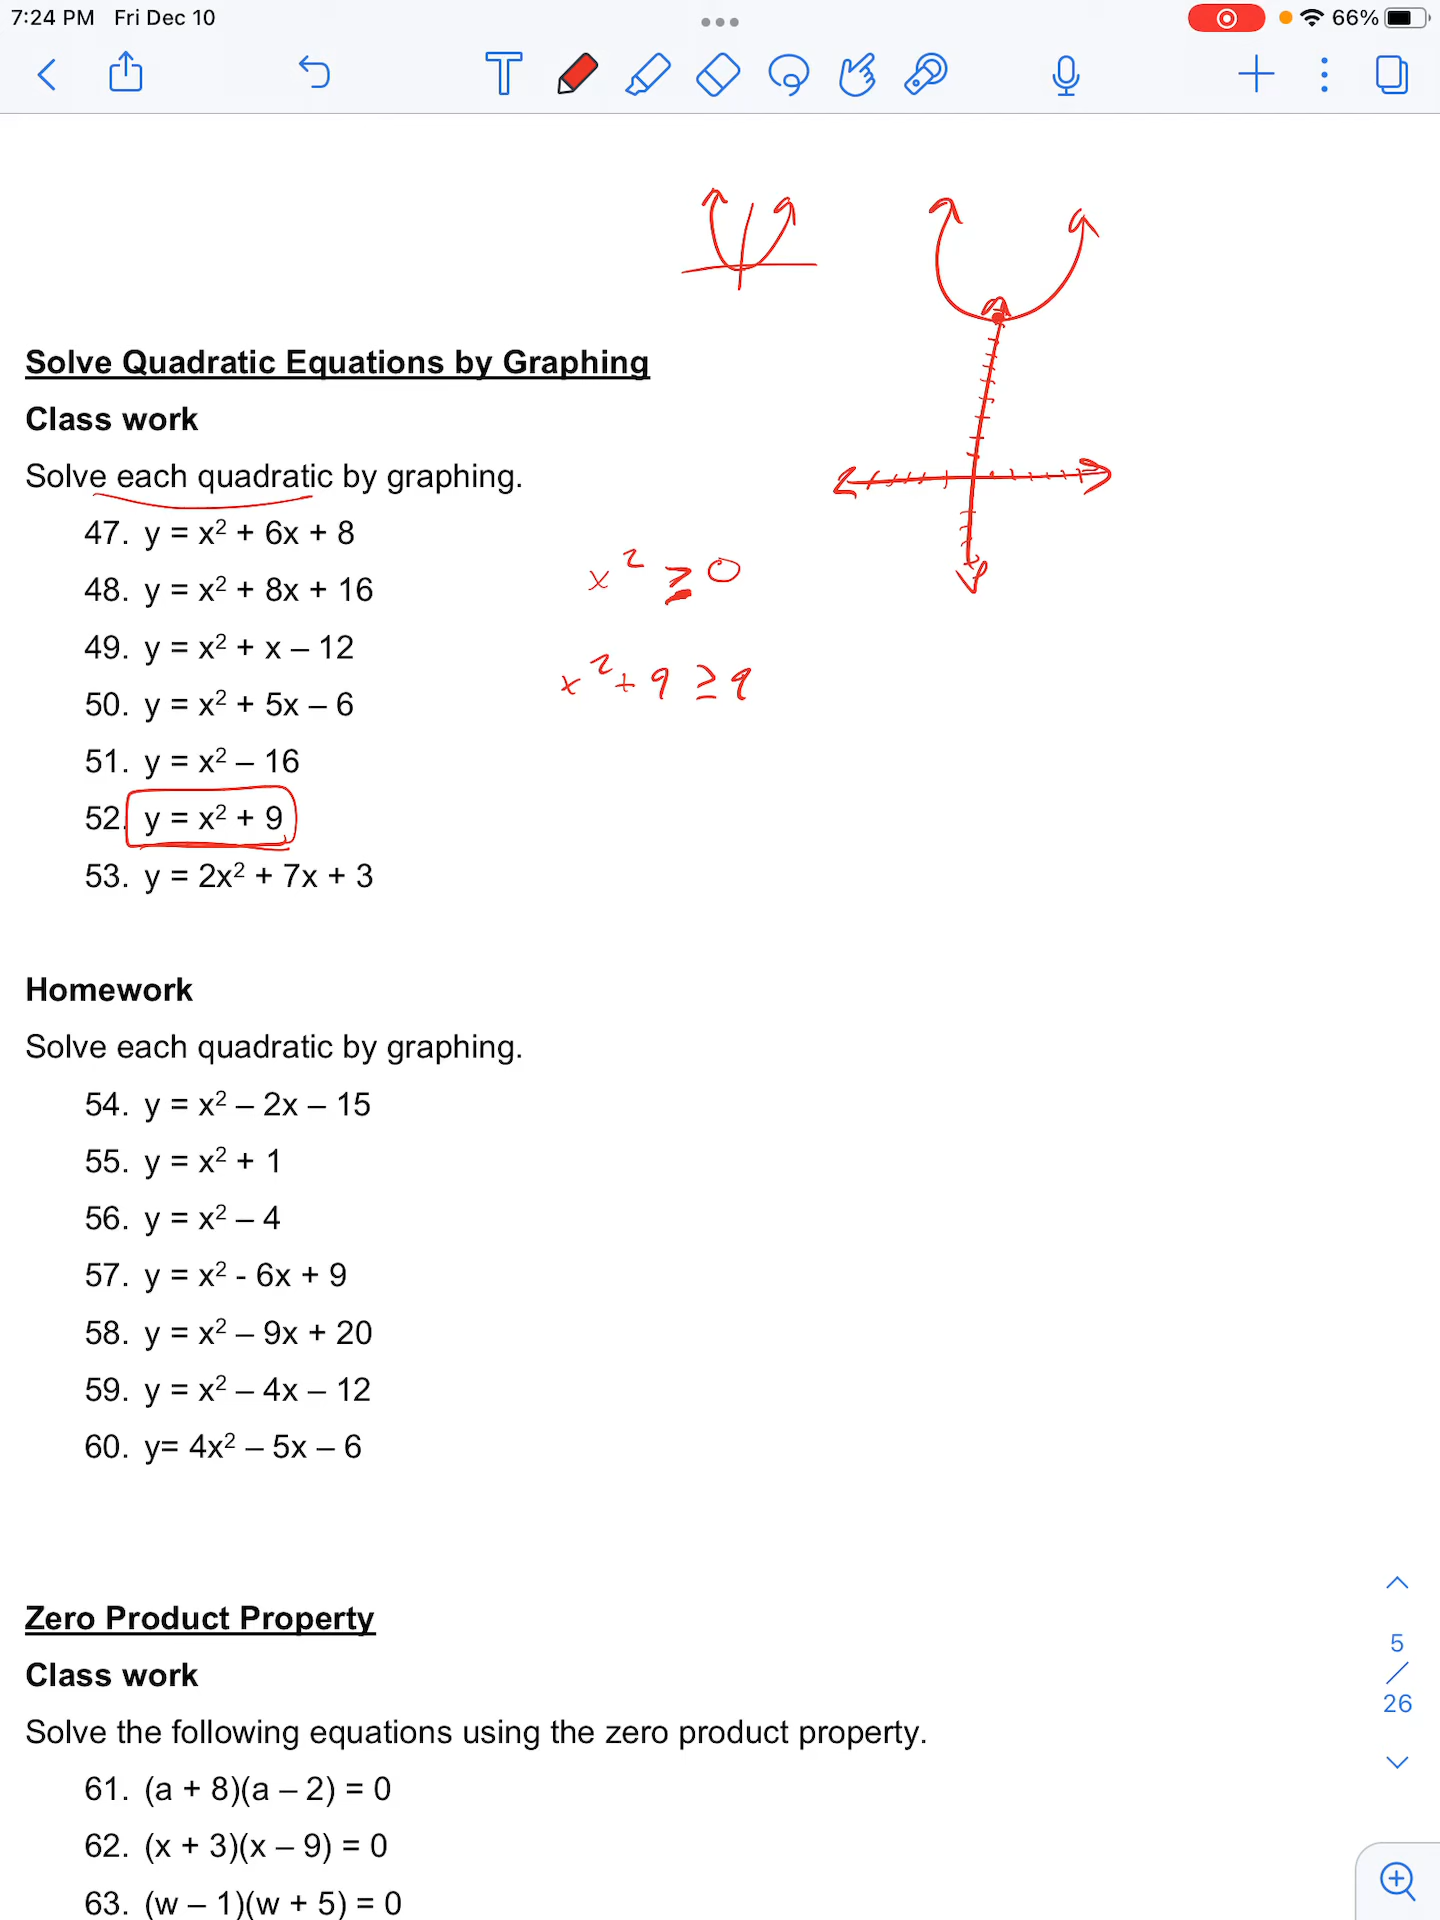 7:24 PM Fri Dec 10
66%
T
Solve Quadratic Equations by Graphing
Class work
Solve each quadratic by graphing.
47. y = x² + 6x + 8
48. y = x² + 8x + 16
49. y = x² + x – 12
50. y = x² + 5x – 6
51. y = x² – 16
52. y = x² + 9
53. y = 2x² + 7x + 3
x² ≥ 0
x² + 9 ≥ 9
Homework
Solve each quadratic by graphing.
54. y = x² – 2x – 15
55. y = x² + 1
56. y = x² – 4
57. y = x² - 6x + 9
58. y = x² – 9x + 20
59. y = x² – 4x – 12
60. y= 4x² – 5x – 6
Zero Product Property
Class work
Solve the following equations using the zero product property.
61. (a + 8)(a – 2) = 0
62. (x + 3)(x – 9) = 0
63. (w – 1)(w + 5) = 0
5
/
26